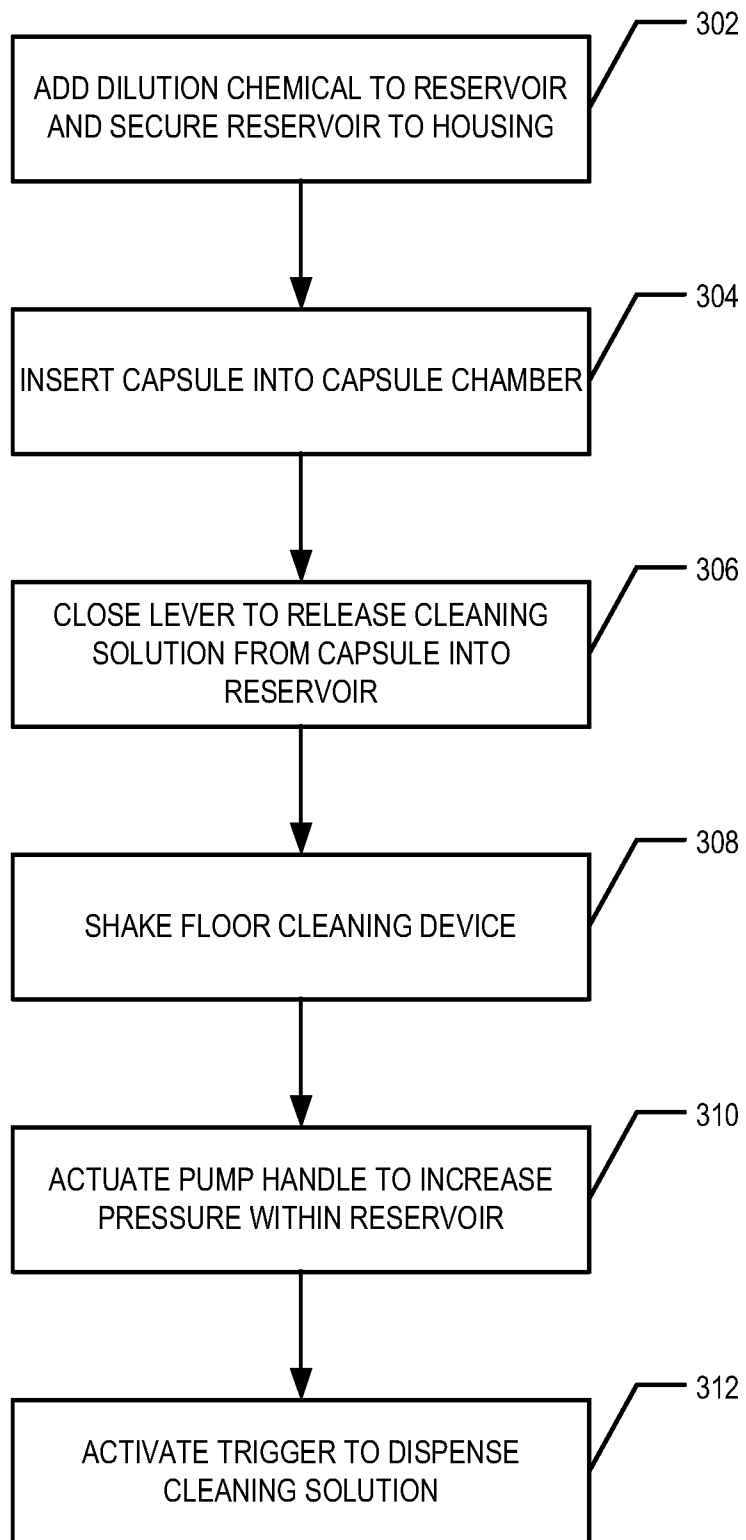 302
ADD DILUTION CHEMICAL TO RESERVOIR
AND SECURE RESERVOIR TO HOUSING
304
INSERT CAPSULE INTO CAPSULE CHAMBER
306
CLOSE LEVER TO RELEASE CLEANING
SOLUTION FROM CAPSULE INTO
RESERVOIR
308
SHAKE FLOOR CLEANING DEVICE
310
ACTUATE PUMP HANDLE TO INCREASE
PRESSURE WITHIN RESERVOIR
312
ACTIVATE TRIGGER TO DISPENSE
CLEANING SOLUTION